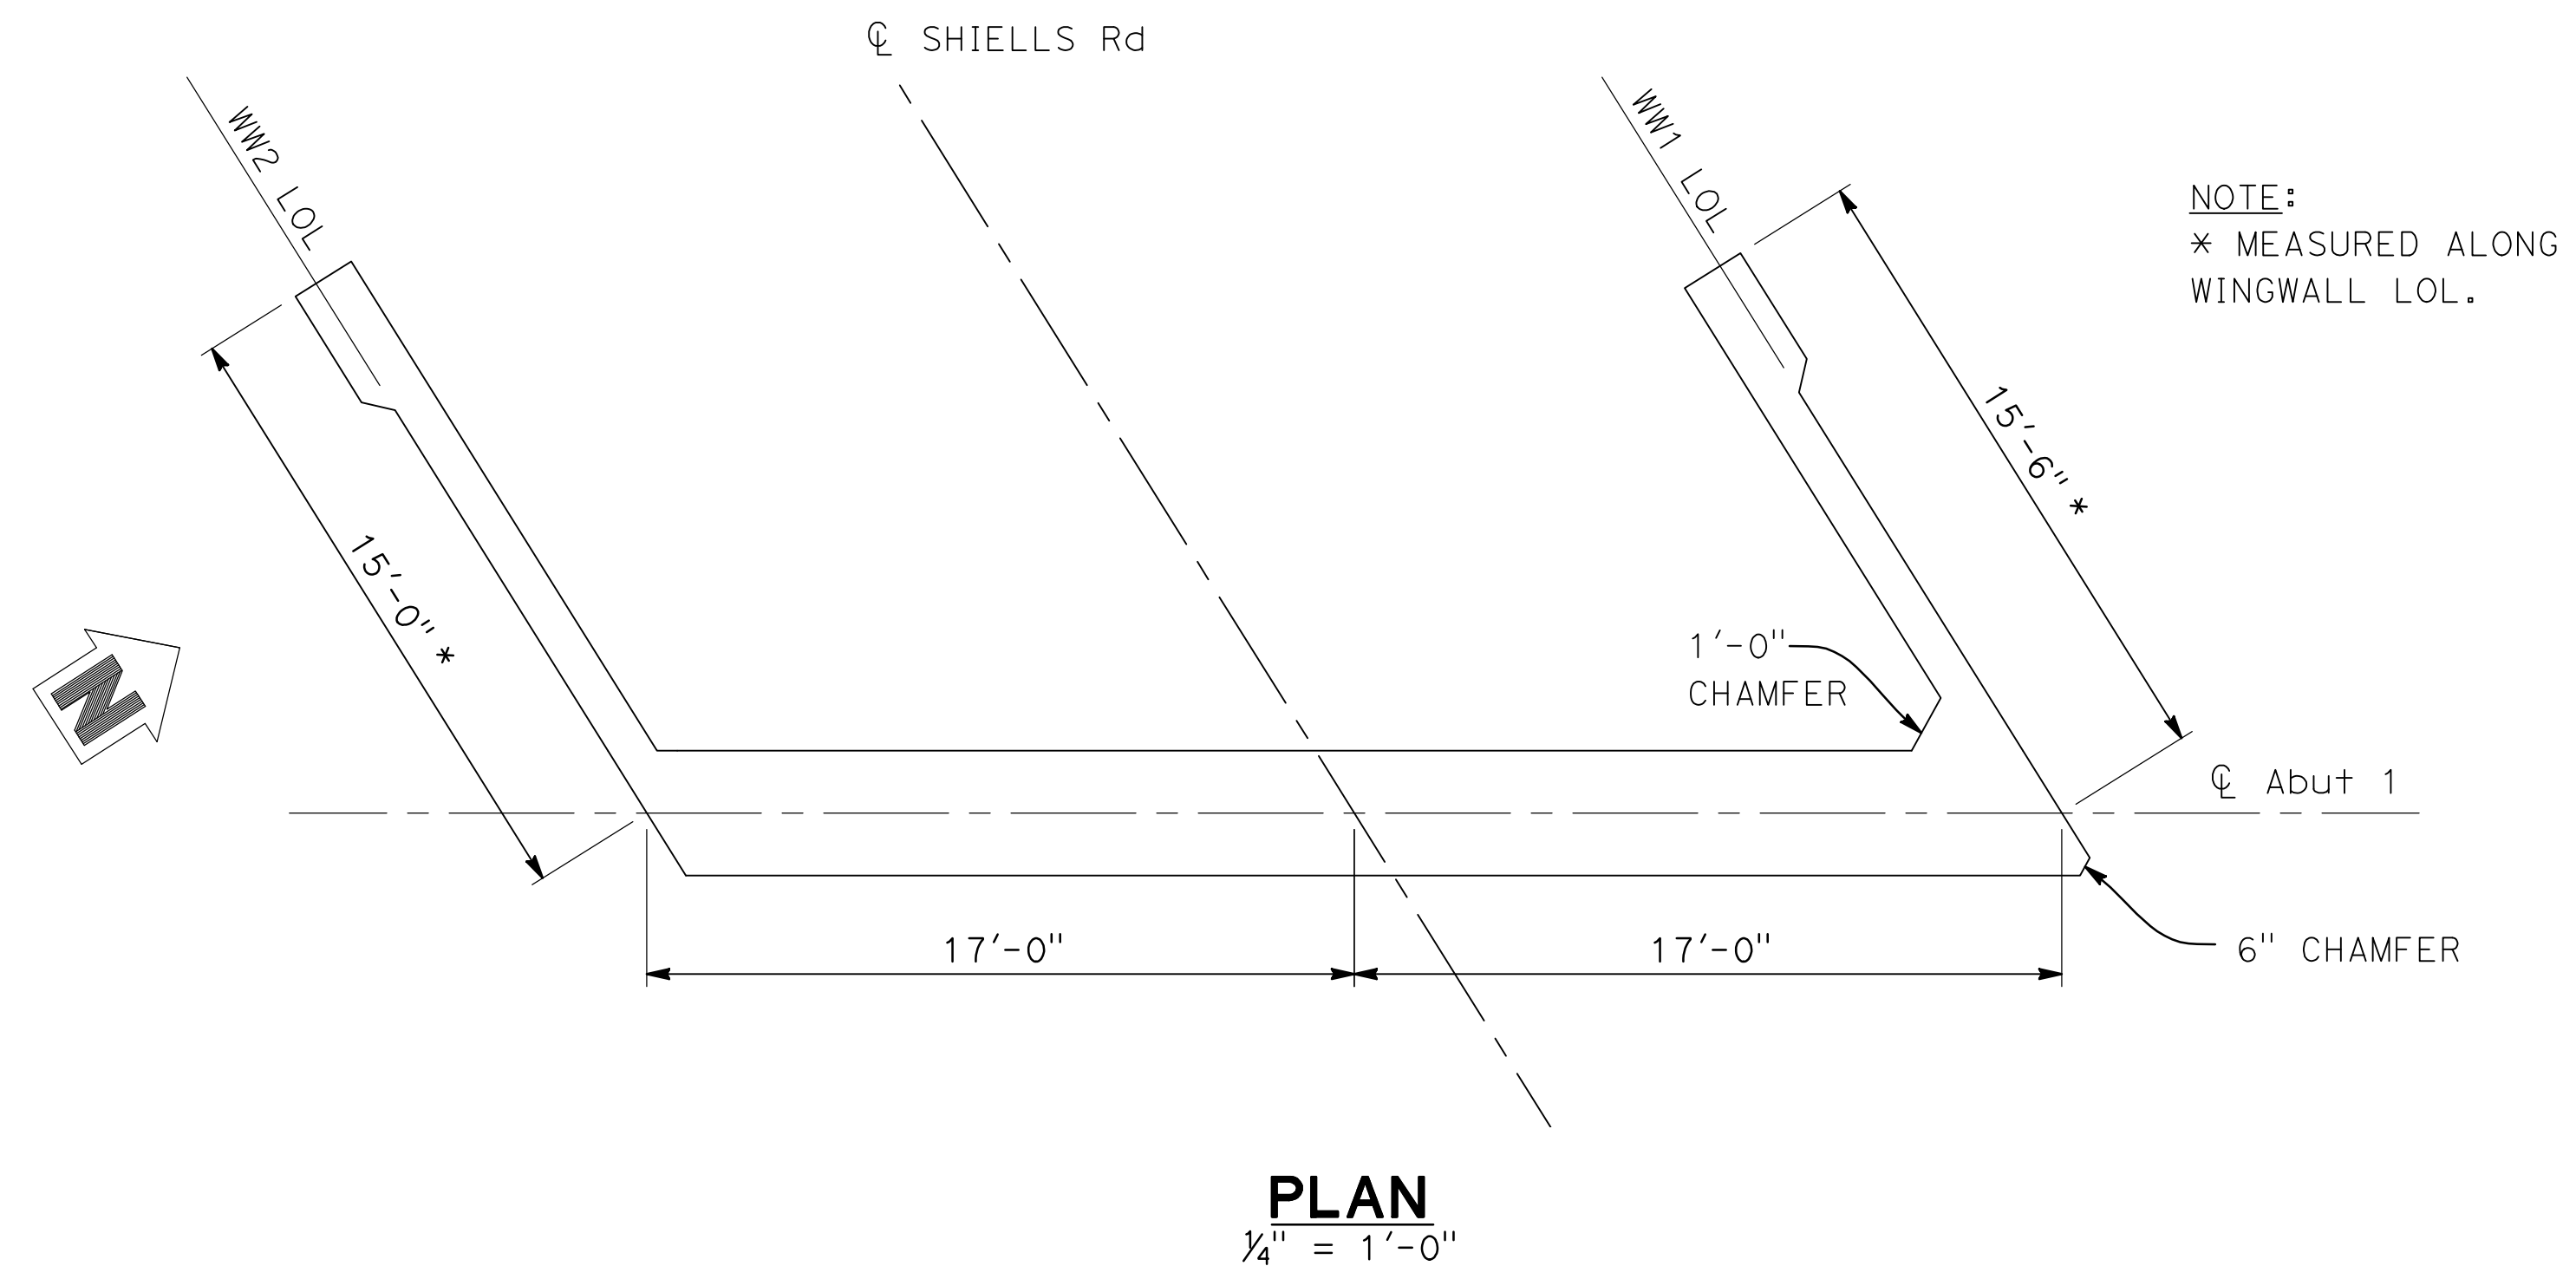 ℄ SHIELLS Rd
WW2 LOL
WW1 LOL
NOTE:
* MEASURED ALONG
WINGWALL LOL.
15'-6" *
15'-0" *
N
1'-0"
CHAMFER
℄ Abut 1
17'-0"
17'-0"
6" CHAMFER
PLAN
¼" = 1'-0"